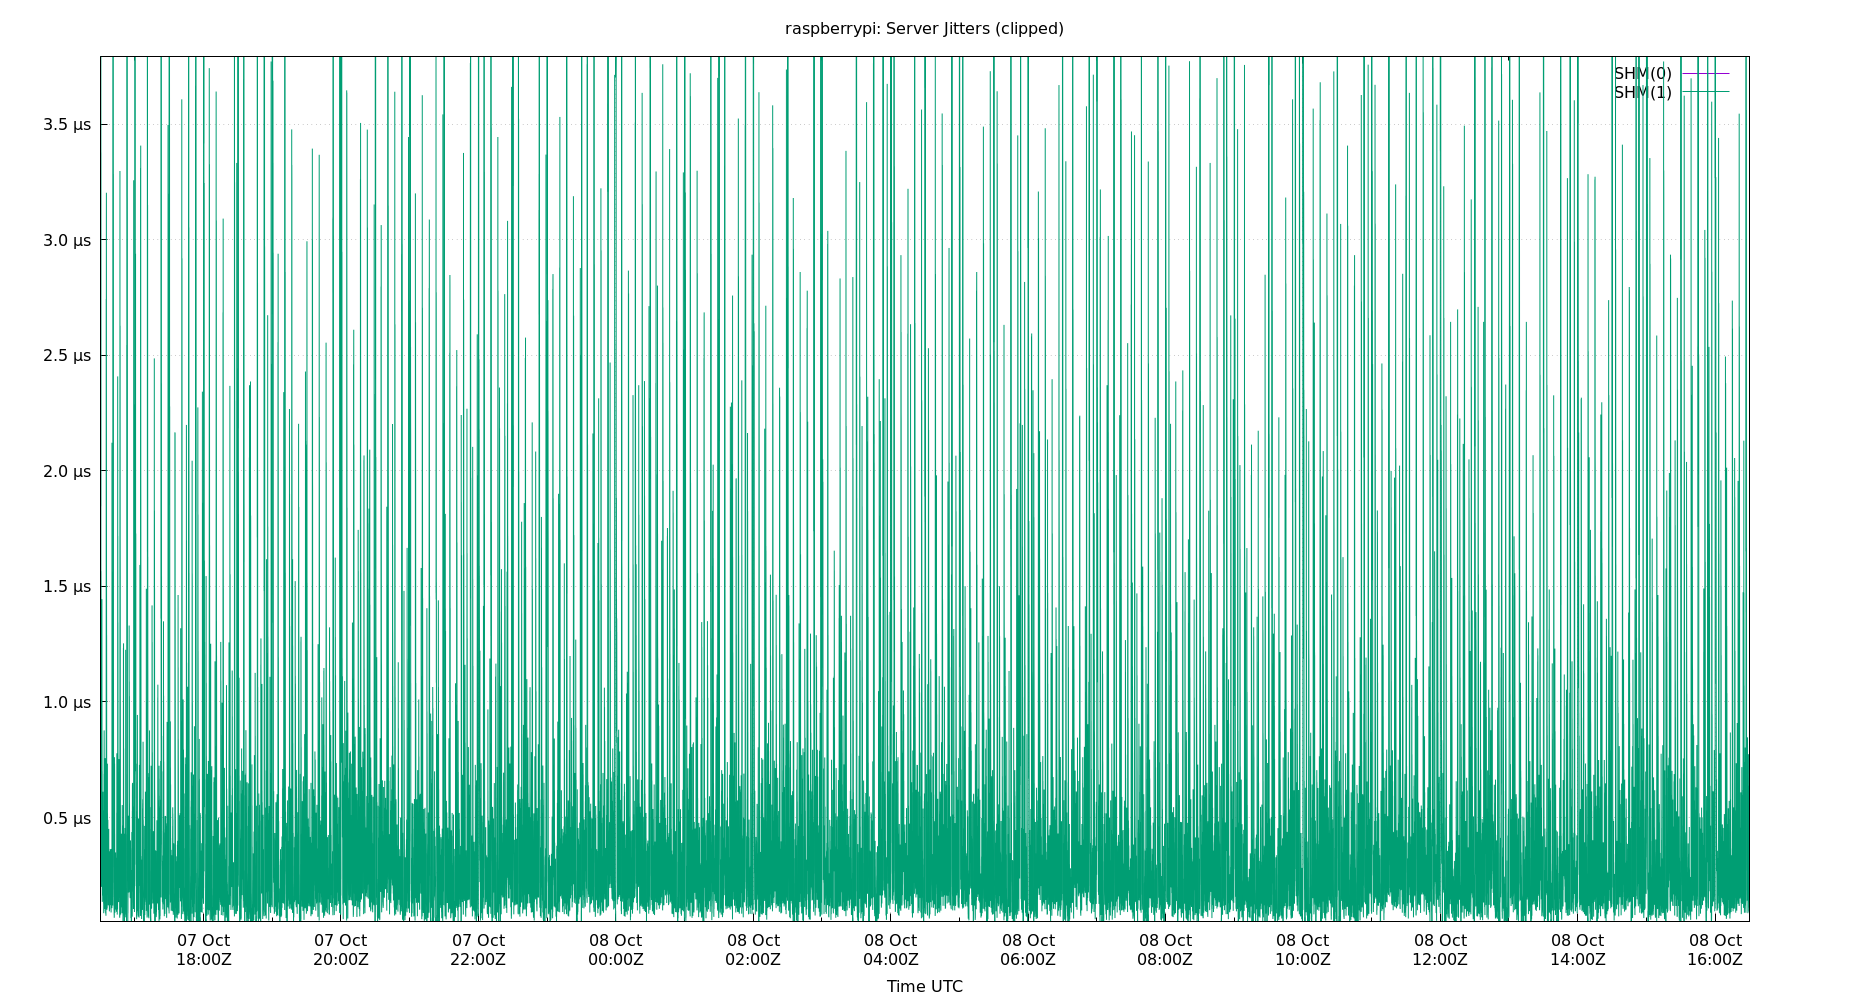 raspberrypi: Server Jitters (clipped)
SHM(0)
SHM(1)
3.5 µs
3.0 µs
2.5 µs
2.0 µs
1.5 µs
1.0 µs
0.5 µs
07 Oct 07 Oct 07 Oct 08 Oct 08 Oct 08 Oct 08 Oct 08 Oct 08 Oct 08 Oct 08 Oct 08 Oct
18:00Z 20:00Z 22:00Z 00:00Z 02:00Z 04:00Z 06:00Z 08:00Z 10:00Z 12:00Z 14:00Z 16:00Z
Time UTC